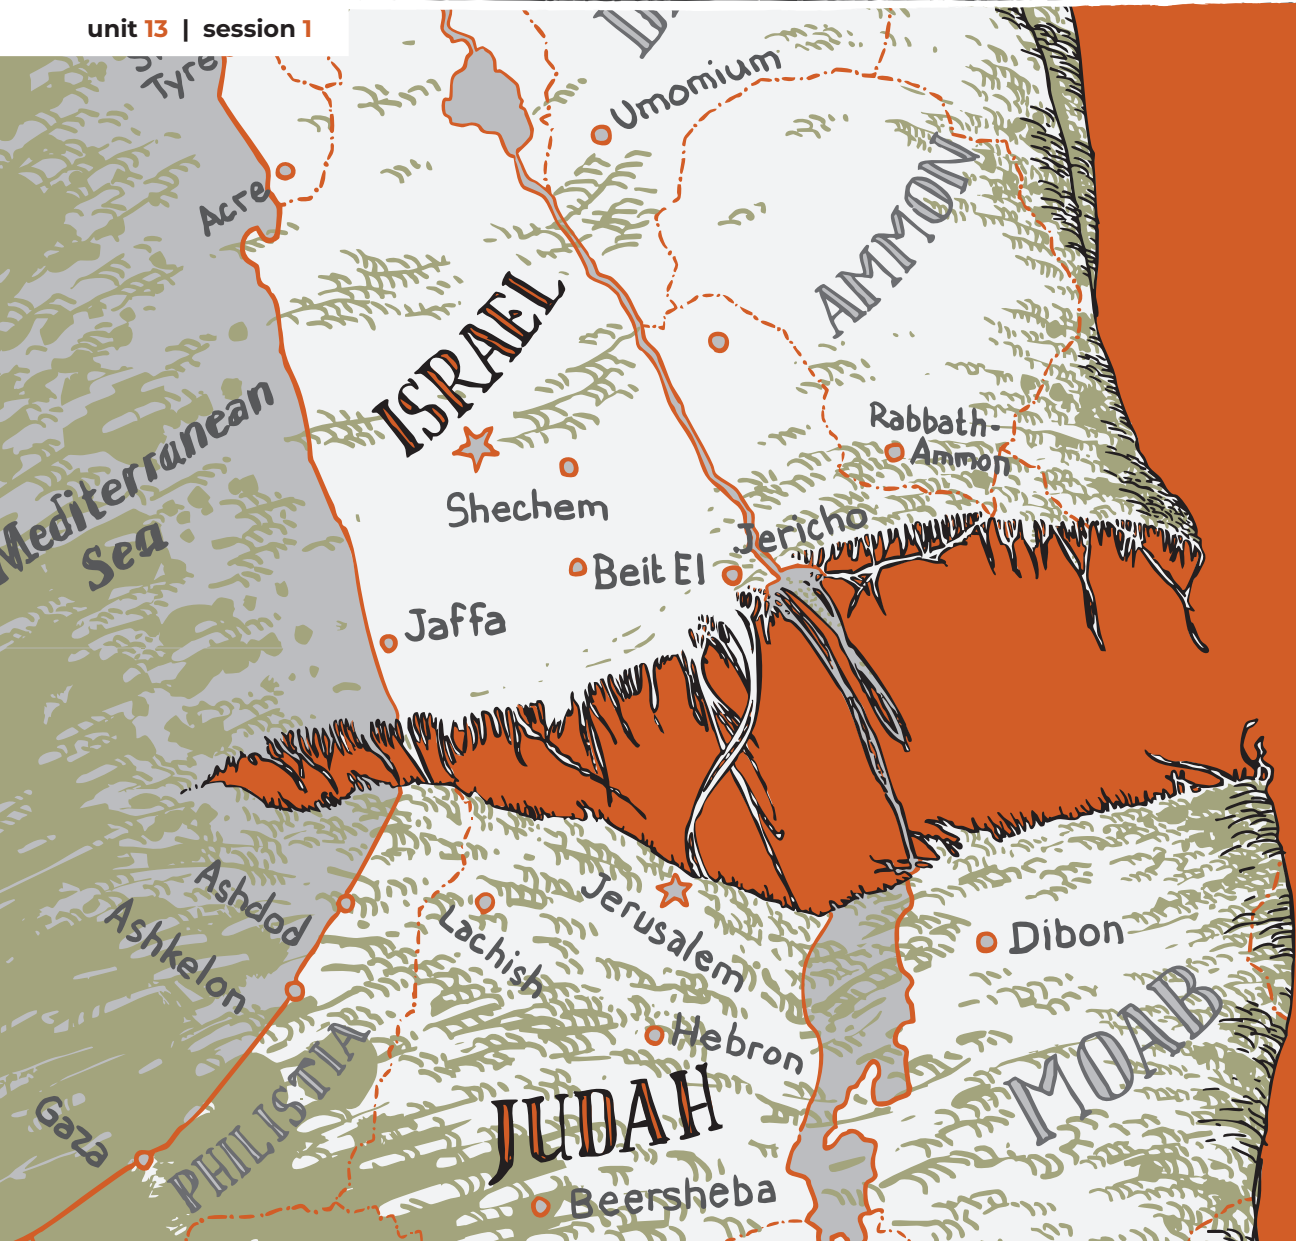 unit 13 | session 1
Tyre
Umomium
Acre
AMMON
ISRAEL
Mediterranean
Sea
Rabbath-
Ammon
Shechem
Jericho
Beit El
Jaffa
Ashdod
Ashkelon
Lachish
Jerusalem
Dibon
Hebron
MOAB
PHILISTIA
Gaza
JUDAH
Beersheba